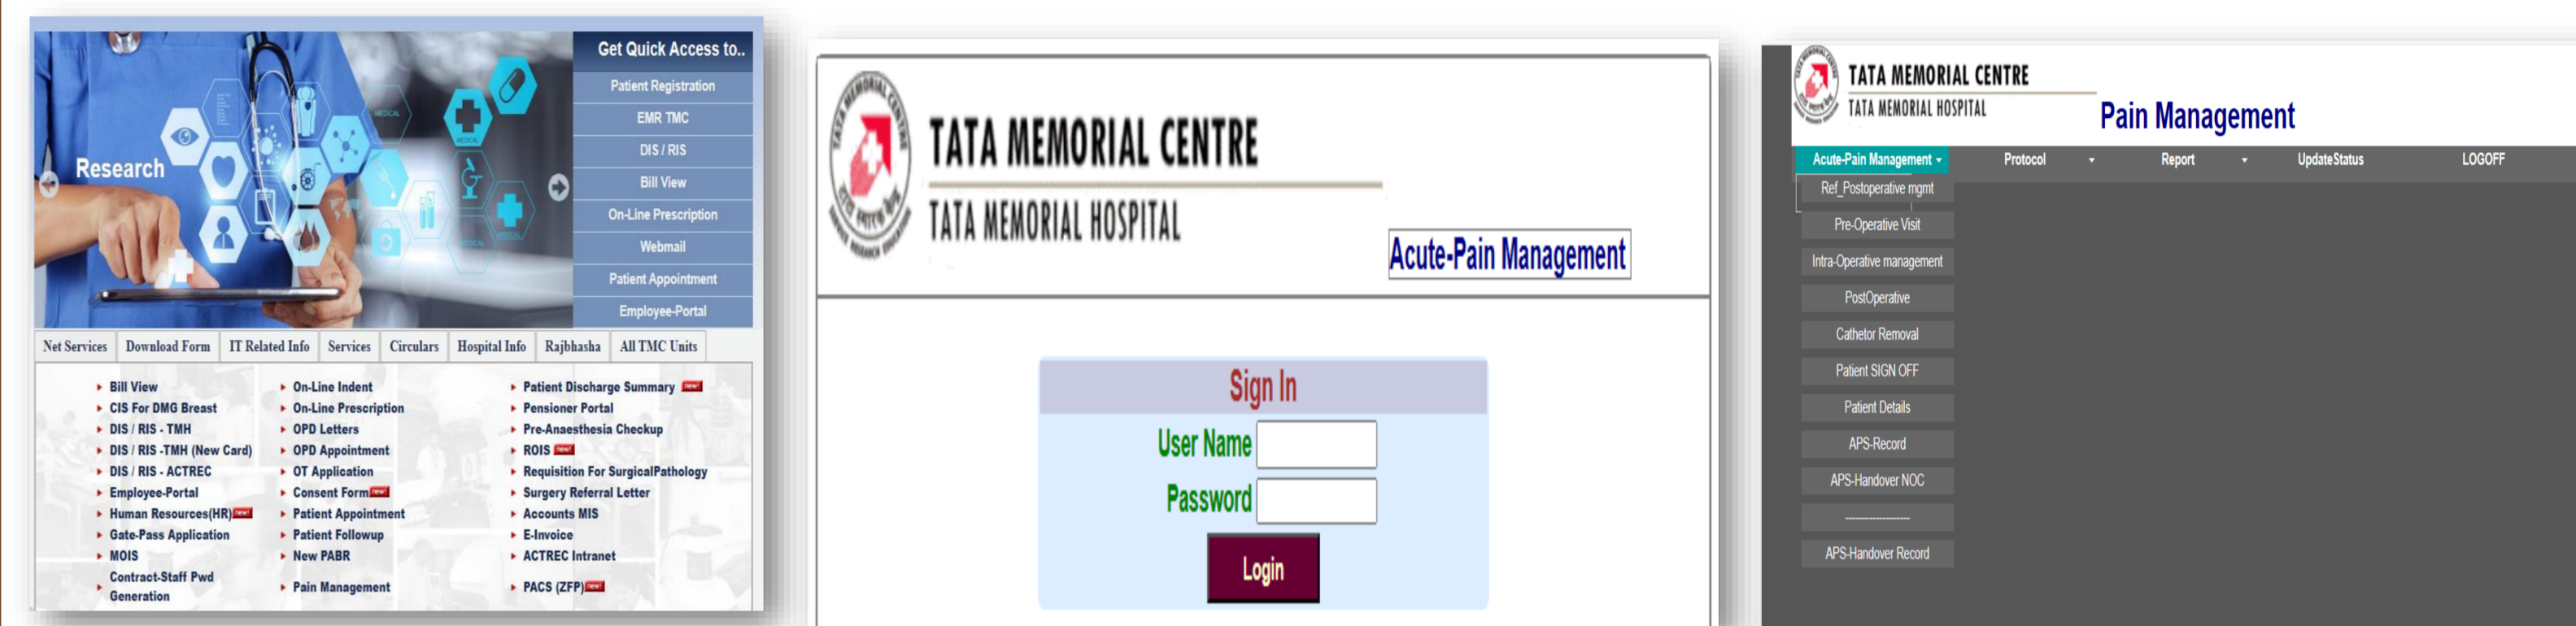 Research
Get Quick Access to..
Patient Registration
EMR TMC
DIS / RIS
Bill View
On-Line Prescription
Webmail
Patient Appointment
Employee-Portal
Net Services Download Form IT Related Info Services Circulars Hospital Info Rajbhasha All TMC Units
Bill View
CIS For DMG Breast
DIS / RIS - TMH
DIS / RIS -TMH (New Card)
DIS / RIS - ACTREC
Employee-Portal
Human Resources(HR) new!
Gate-Pass Application
MOIS
Contract-Staff Pwd
Generation
On-Line Indent
On-Line Prescription
OPD Letters
OPD Appointment
OT Application
Consent Form new!
Patient Appointment
Patient Followup
New PABR
Pain Management
Patient Discharge Summary new!
Pensioner Portal
Pre-Anaesthesia Checkup
ROIS new!
Requisition For SurgicalPathology
Surgery Referral Letter
Accounts MIS
E-Invoice
ACTREC Intranet
PACS (ZFP) new!
TATA MEMORIAL CENTRE
TATA MEMORIAL HOSPITAL
Acute-Pain Management
Sign In
User Name
Password
Login
TATA MEMORIAL CENTRE
TATA MEMORIAL HOSPITAL
Pain Management
Acute-Pain Management Protocol Report UpdateStatus LOGOFF
Ref_Postoperative mgmt
Pre-Operative Visit
Intra-Operative management
PostOperative
Cathetor Removal
Patient SIGN OFF
Patient Details
APS-Record
APS-Handover NOC
-------------------
APS-Handover Record